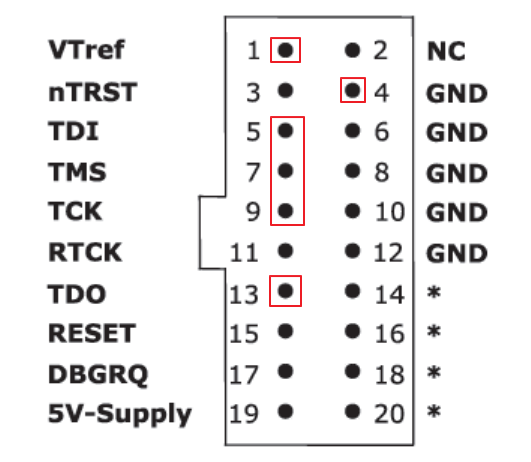 VTref 1 2 NC
nTRST 3 4 GND
TDI 5 6 GND
TMS 7 8 GND
TCK 9 10 GND
RTCK 11 12 GND
TDO 13 14 *
RESET 15 16 *
DBGRQ 17 18 *
5V-Supply 19 20 *